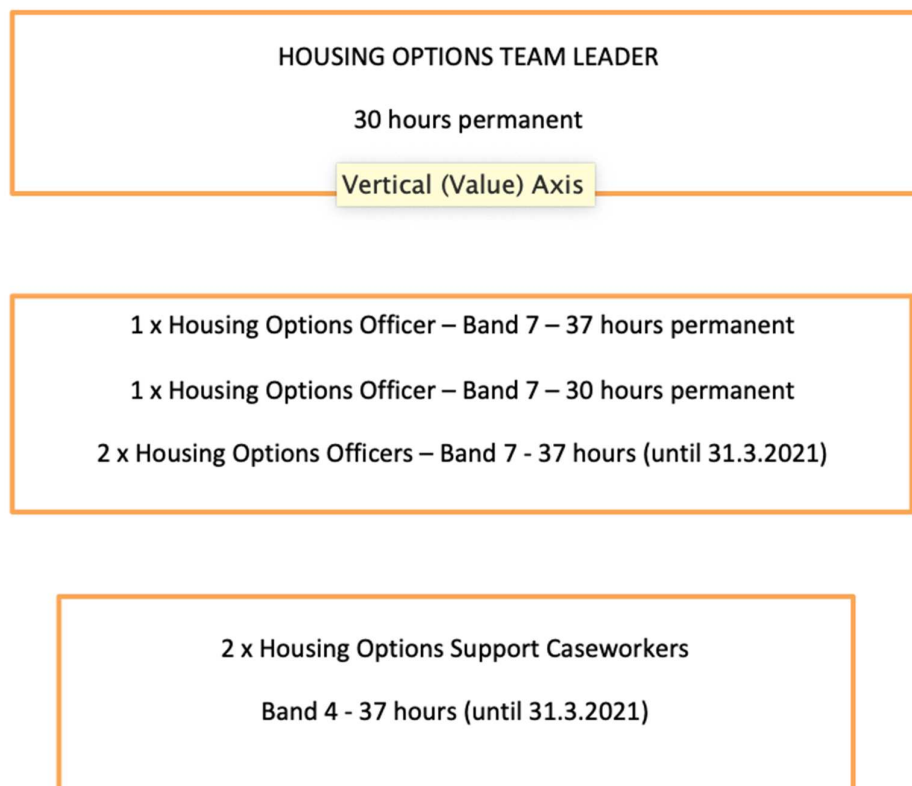 HOUSING OPTIONS TEAM LEADER
30 hours permanent
Vertical (Value) Axis
1 x Housing Options Officer – Band 7 – 37 hours permanent
1 x Housing Options Officer – Band 7 – 30 hours permanent
2 x Housing Options Officers – Band 7 - 37 hours (until 31.3.2021)
2 x Housing Options Support Caseworkers
Band 4 - 37 hours (until 31.3.2021)